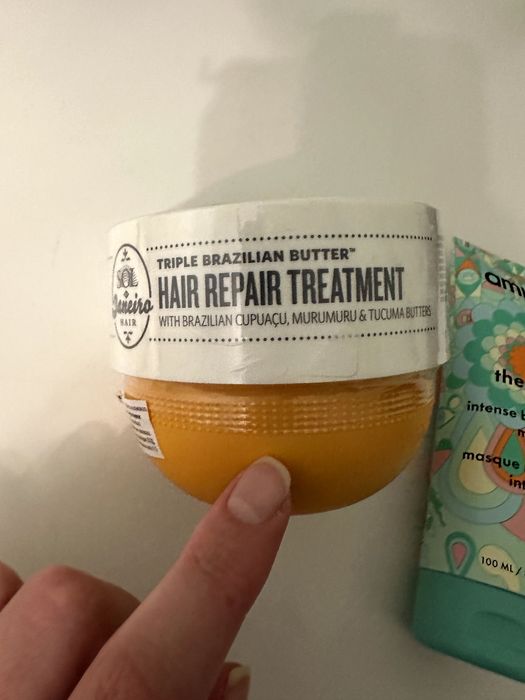 TRIPLE BRAZILIAN BUTTER™
HAIR REPAIR TREATMENT
WITH BRAZILIAN CUPUAÇU, MURUMURU & TUCUMA BUTTERS
SOL
de Janeiro
HAIR
the
intense
masque
int
100 ML /